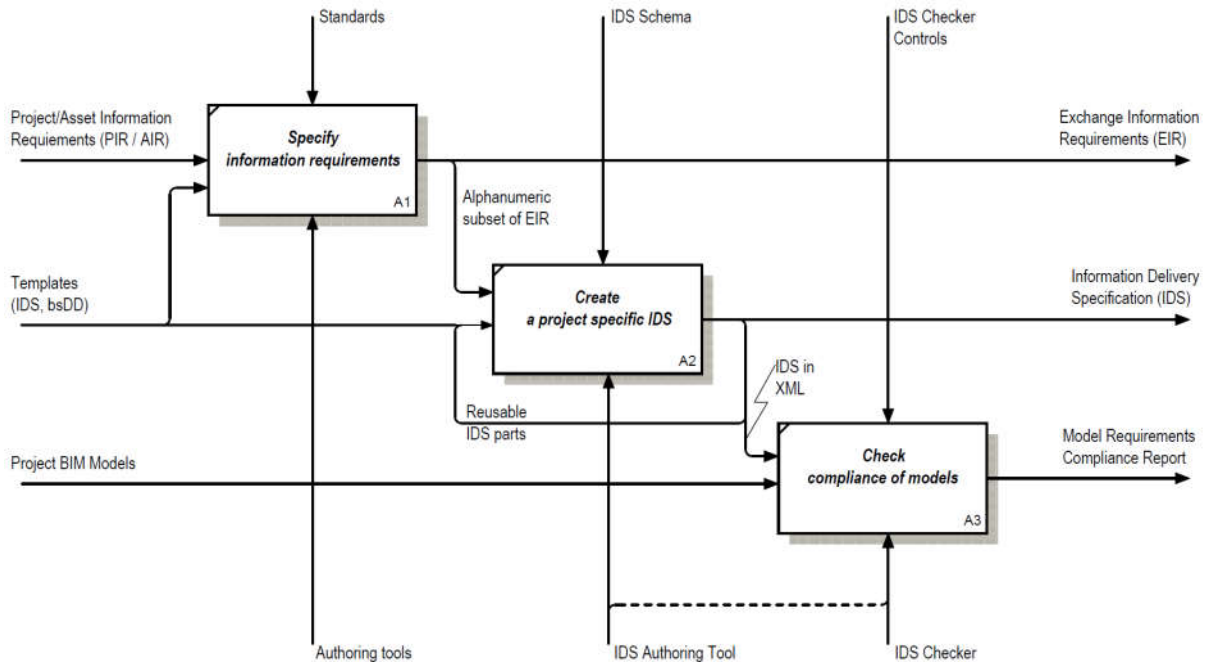 Standards
IDS Schema
IDS Checker
Controls
Project/Asset Information
Requiements (PIR / AIR)
Specify
information requirements
A1
Exchange Information
Requirements (EIR)
Alphanumeric
subset of EIR
Templates
(IDS, bsDD)
Create
a project specific IDS
A2
Information Delivery
Specification (IDS)
IDS in
XML
Reusable
IDS parts
Project BIM Models
Check
compliance of models
A3
Model Requirements
Compliance Report
Authoring tools
IDS Authoring Tool
IDS Checker